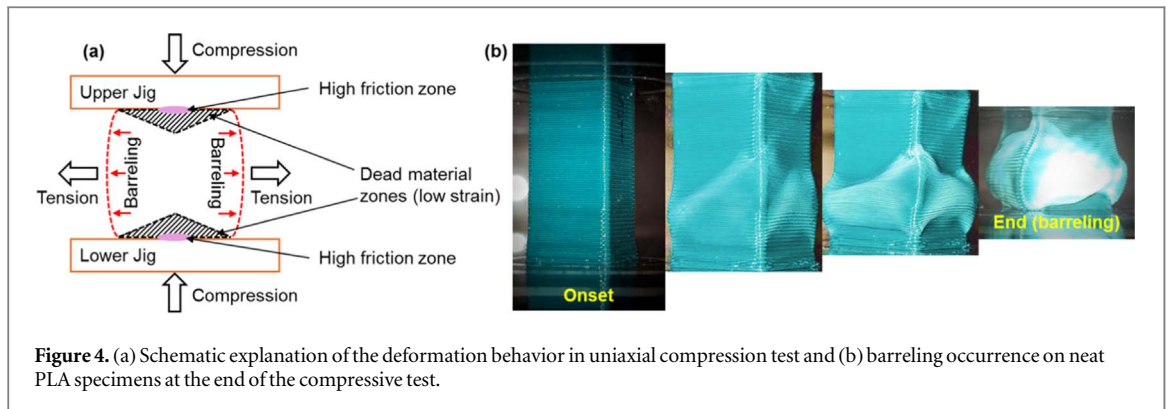 (a)
Compression
Upper Jig
High friction zone
Barreling
Barreling
Tension
Tension
Dead material
zones (low strain)
Lower Jig
High friction zone
Compression
(b)
Onset
End (barreling)
Figure 4. (a) Schematic explanation of the deformation behavior in uniaxial compression test and (b) barreling occurrence on neat
PLA specimens at the end of the compressive test.